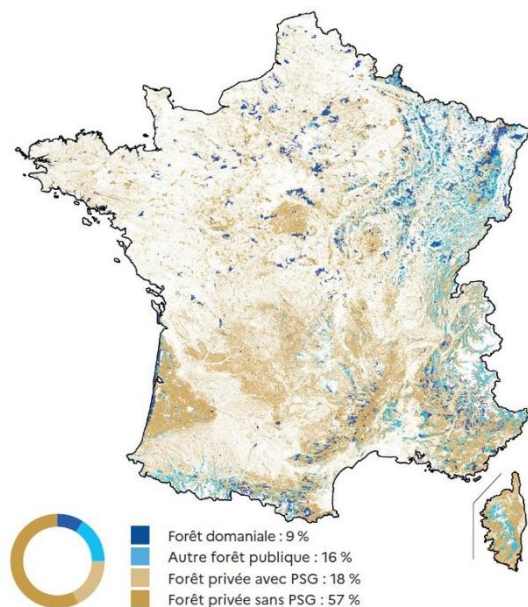 Forêt domaniale : 9 %
Autre forêt publique : 16 %
Forêt privée avec PSG : 18 %
Forêt privée sans PSG : 57 %